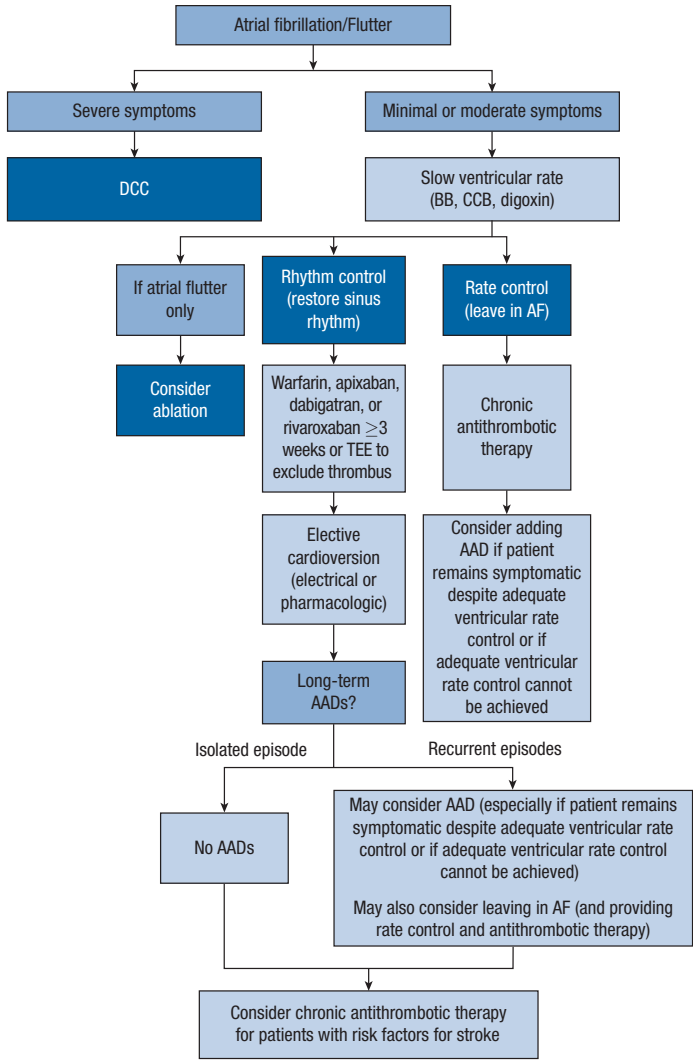 Atrial fibrillation/Flutter
Severe symptoms
Minimal or moderate symptoms
DCC
Slow ventricular rate
(BB, CCB, digoxin)
If atrial flutter
only
Rhythm control
(restore sinus
rhythm)
Rate control
(leave in AF)
Consider
ablation
Warfarin, apixaban,
dabigatran, or
rivaroxaban ≥3
weeks or TEE to
exclude thrombus
Chronic
antithrombotic
therapy
Elective
cardioversion
(electrical or
pharmacologic)
Consider adding
AAD if patient
remains symptomatic
despite adequate
ventricular rate
control or if
adequate ventricular
rate control cannot
be achieved
Long-term
AADs?
Isolated episode
Recurrent episodes
No AADs
May consider AAD (especially if patient remains
symptomatic despite adequate ventricular rate
control or if adequate ventricular rate control
cannot be achieved)
May also consider leaving in AF (and providing
rate control and antithrombotic therapy)
Consider chronic antithrombotic therapy
for patients with risk factors for stroke